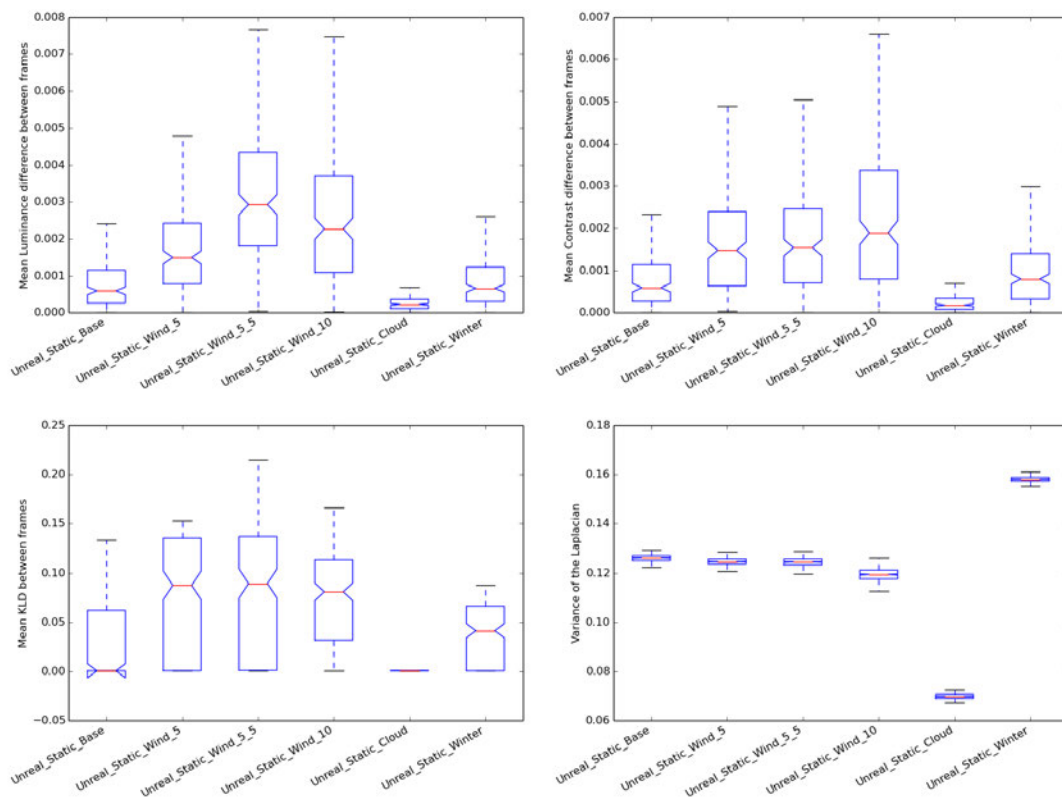 Mean Luminance difference between frames
0.008
0.007
0.006
0.005
0.004
0.003
0.002
0.001
0.000
Unreal_Static_Base
Unreal_Static_Wind_5
Unreal_Static_Wind_5_5
Unreal_Static_Wind_10
Unreal_Static_Cloud
Unreal_Static_Winter
Mean Contrast difference between frames
0.007
0.006
0.005
0.004
0.003
0.002
0.001
0.000
Unreal_Static_Base
Unreal_Static_Wind_5
Unreal_Static_Wind_5_5
Unreal_Static_Wind_10
Unreal_Static_Cloud
Unreal_Static_Winter
Mean KLD between frames
0.25
0.20
0.15
0.10
0.05
0.00
−0.05
Unreal_Static_Base
Unreal_Static_Wind_5
Unreal_Static_Wind_5_5
Unreal_Static_Wind_10
Unreal_Static_Cloud
Unreal_Static_Winter
Variance of the Laplacian
0.18
0.16
0.14
0.12
0.10
0.08
0.06
Unreal_Static_Base
Unreal_Static_Wind_5
Unreal_Static_Wind_5_5
Unreal_Static_Wind_10
Unreal_Static_Cloud
Unreal_Static_Winter